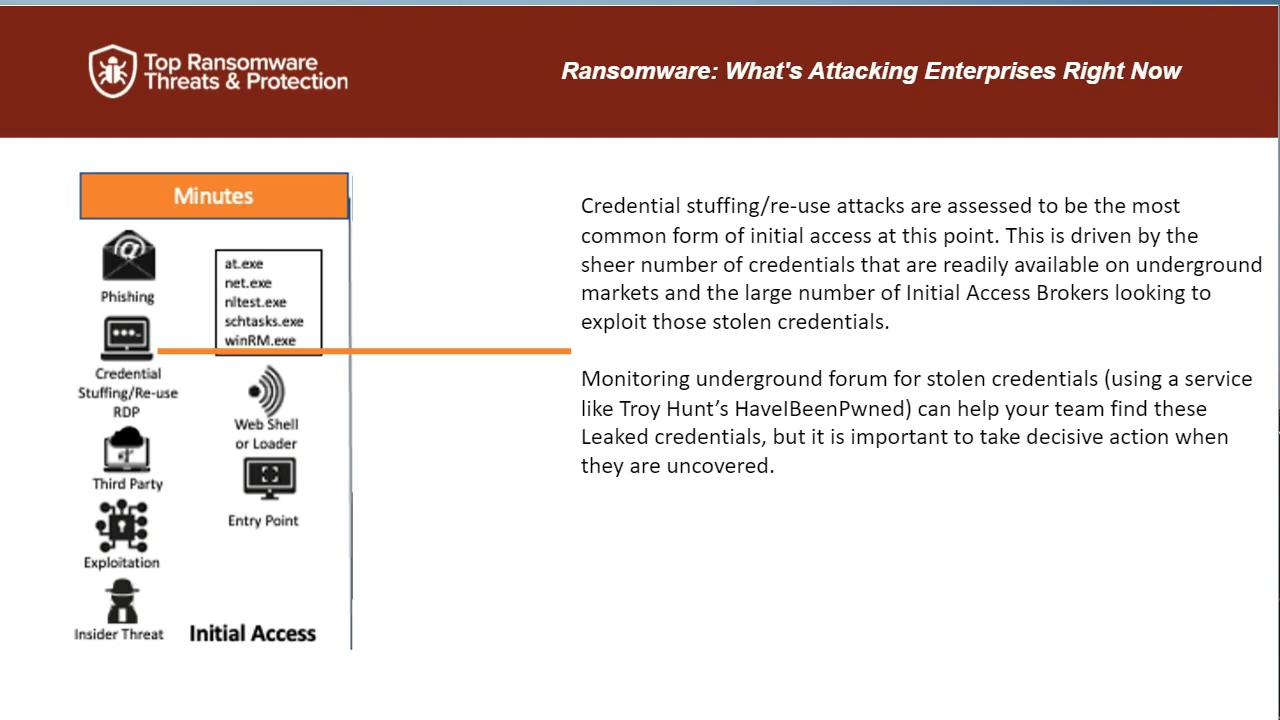 Top Ransomware
Threats & Protection
Ransomware: What's Attacking Enterprises Right Now
Minutes
Phishing
Credential
Stuffing/Re-use
RDP
Third Party
Exploitation
Insider Threat
at.exe
net.exe
nltest.exe
schtasks.exe
winRM.exe
Web Shell
or Loader
Entry Point
Initial Access
Credential stuffing/re-use attacks are assessed to be the most
common form of initial access at this point. This is driven by the
sheer number of credentials that are readily available on underground
markets and the large number of Initial Access Brokers looking to
exploit those stolen credentials.
Monitoring underground forum for stolen credentials (using a service
like Troy Hunt’s HaveIBeenPwned) can help your team find these
Leaked credentials, but it is important to take decisive action when
they are uncovered.